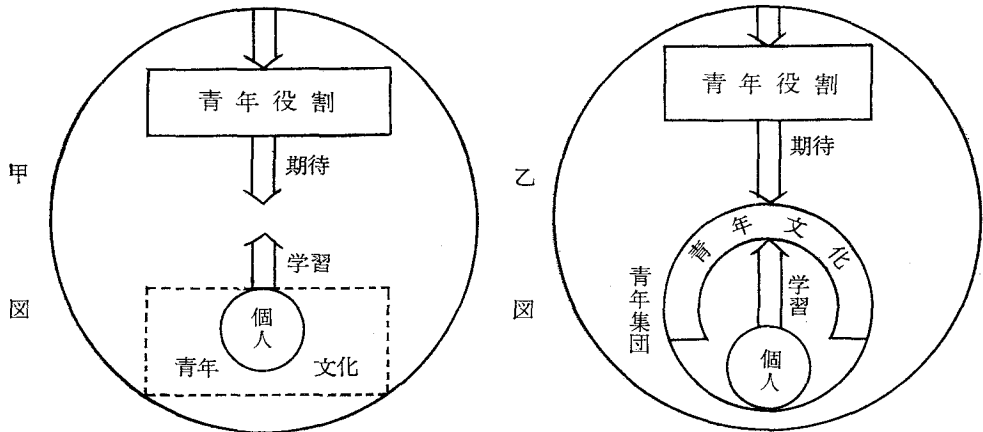 甲図
青年役割
期待
学習
個人
青年 文化
乙図
青年役割
期待
青年文化
青年集団
学習
個人